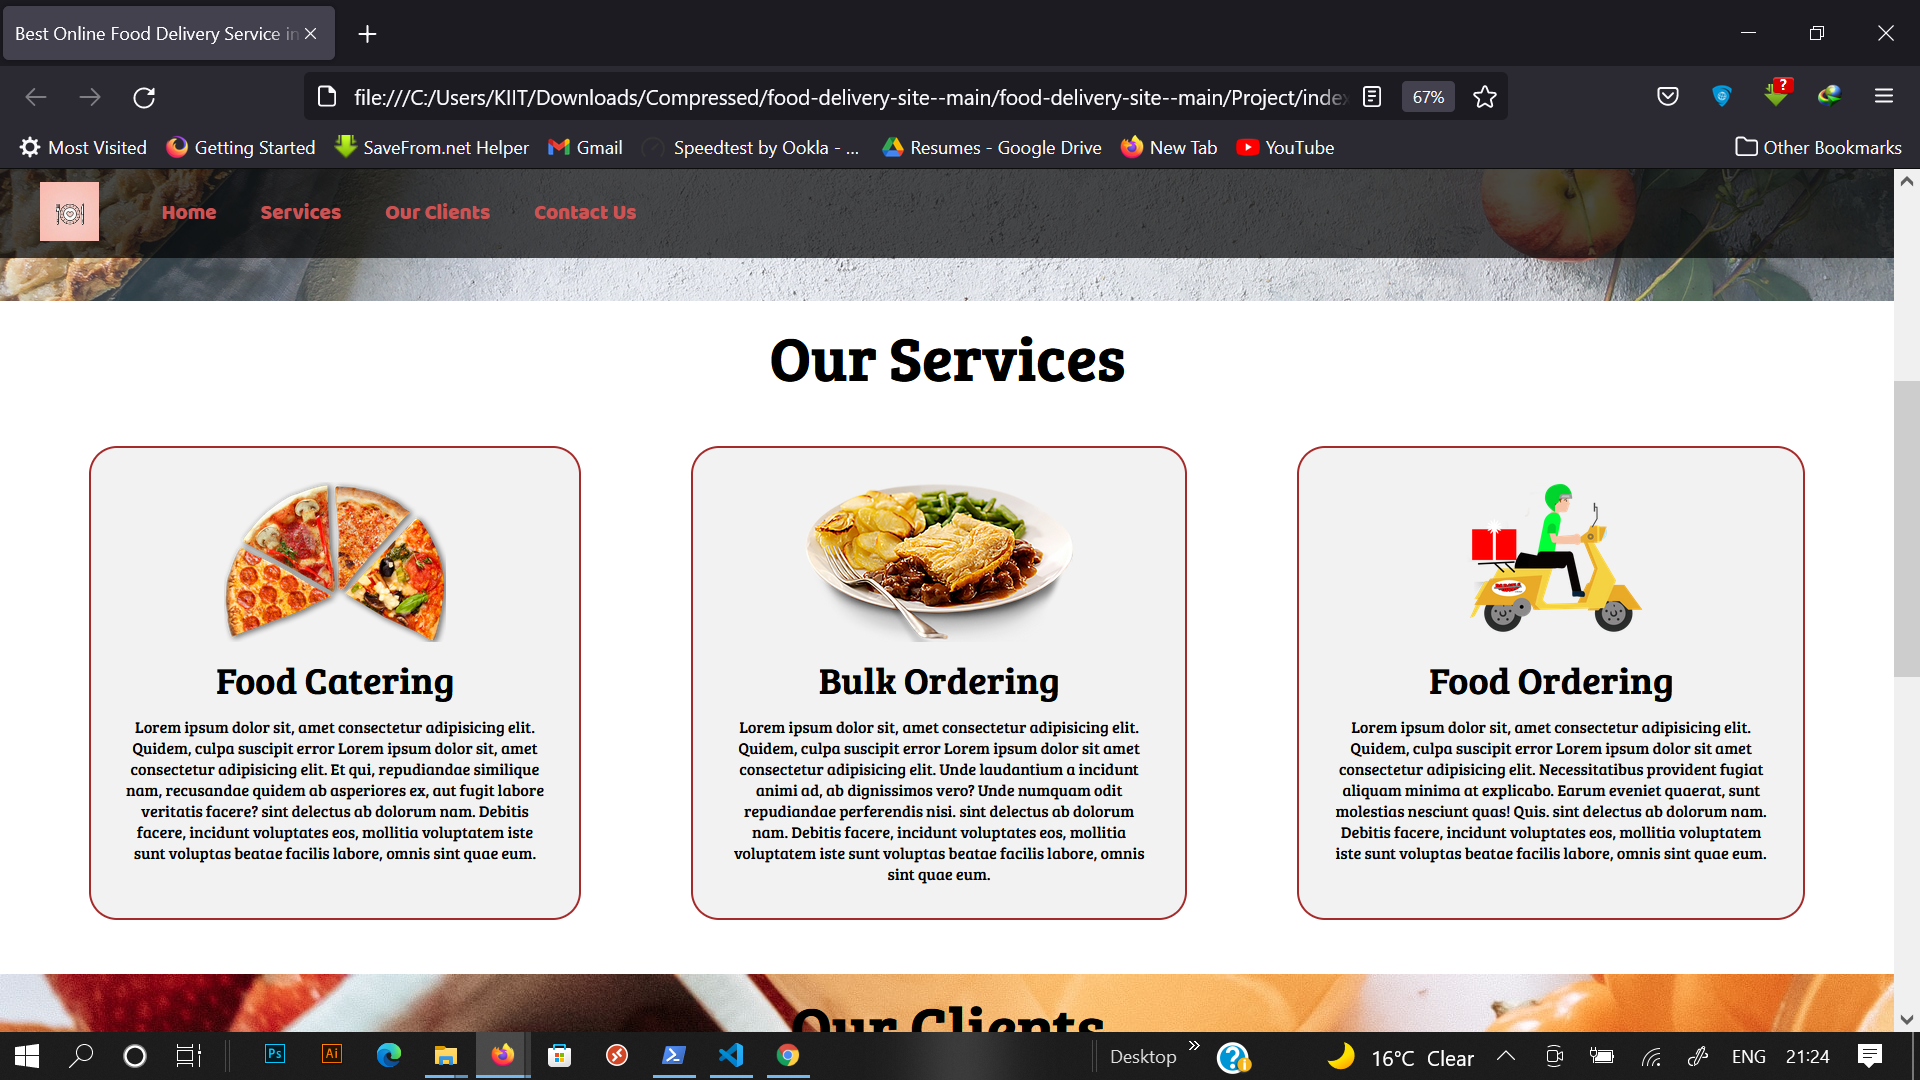 Best Online Food Delivery Service in
file:///C:/Users/KIIT/Downloads/Compressed/food-delivery-site--main/food-delivery-site--main/Project/index
67%
?
Most Visited
Getting Started
SaveFrom.net Helper
Gmail
Speedtest by Ookla - ...
Resumes - Google Drive
New Tab
YouTube
Other Bookmarks
Home
Services
Our Clients
Contact Us
Our Services
Food Catering
Lorem ipsum dolor sit, amet consectetur adipisicing elit.
Quidem, culpa suscipit error Lorem ipsum dolor sit, amet
consectetur adipisicing elit. Et qui, repudiandae similique
nam, recusandae quidem ab asperiores ex, aut fugit labore
veritatis facere? sint delectus ab dolorum nam. Debitis
facere, incidunt voluptates eos, mollitia voluptatem iste
sunt voluptas beatae facilis labore, omnis sint quae eum.
Bulk Ordering
Lorem ipsum dolor sit, amet consectetur adipisicing elit.
Quidem, culpa suscipit error Lorem ipsum dolor sit amet
consectetur adipisicing elit. Unde laudantium a incidunt
animi ad, ab dignissimos vero? Unde numquam odit
repudiandae perferendis nisi. sint delectus ab dolorum
nam. Debitis facere, incidunt voluptates eos, mollitia
voluptatem iste sunt voluptas beatae facilis labore, omnis
sint quae eum.
Food Ordering
Lorem ipsum dolor sit, amet consectetur adipisicing elit.
Quidem, culpa suscipit error Lorem ipsum dolor sit amet
consectetur adipisicing elit. Necessitatibus provident fugiat
aliquam minima at explicabo. Earum eveniet quaerat, sunt
molestias nesciunt quas! Quis. sint delectus ab dolorum nam.
Debitis facere, incidunt voluptates eos, mollitia voluptatem
iste sunt voluptas beatae facilis labore, omnis sint quae eum.
Our Clients
Ps
Ai
Desktop
16°C Clear
ENG
21:24